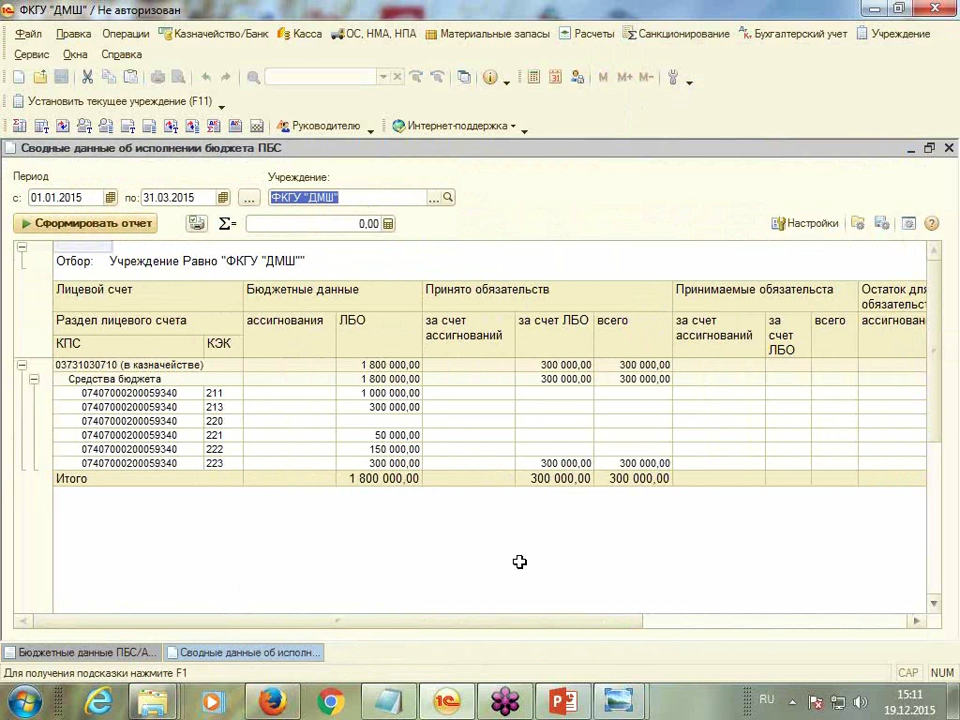 ФКГУ "ДМШ" / Не авторизован
Файл Правка Операции Казначейство/Банк Касса ОС, НМА, НПА Материальные запасы Расчеты Санкционирование Бухгалтерский учет Учреждение
Сервис Окна Справка
M M+ M-
Установить текущее учреждение (F11)
Руководителю Интернет-поддержка
Сводные данные об исполнении бюджета ПБС
Период Учреждение:
с: 01.01.2015 по: 31.03.2015 ... ФКГУ "ДМШ" ...
Сформировать отчет Σ= 0,00 Настройки
Отбор: Учреждение Равно "ФКГУ "ДМШ""
Лицевой счет Бюджетные данные Принято обязательств Принимаемые обязательста Остаток для
обязательст
Раздел лицевого счета ассигнования ЛБО за счет ассигнований за счет ЛБО всего за счет ассигнований за счет ЛБО всего ассигнован
КПС КЭК
03731030710 (в казначействе) 1 800 000,00 300 000,00 300 000,00
Средства бюджета 1 800 000,00 300 000,00 300 000,00
07407000200059340 211 1 000 000,00
07407000200059340 213 300 000,00
07407000200059340 220
07407000200059340 221 50 000,00
07407000200059340 222 150 000,00
07407000200059340 223 300 000,00 300 000,00 300 000,00
Итого 1 800 000,00 300 000,00 300 000,00
Бюджетные данные ПБС/А... Сводные данные об исполн...
Для получения подсказки нажмите F1 CAP NUM
RU 15:11
19.12.2015